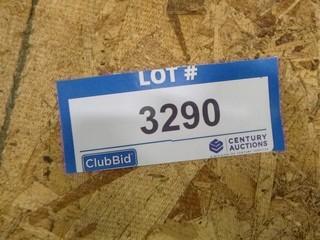 LOT #
3290
ClubBid
CENTURY
AUCTIONS